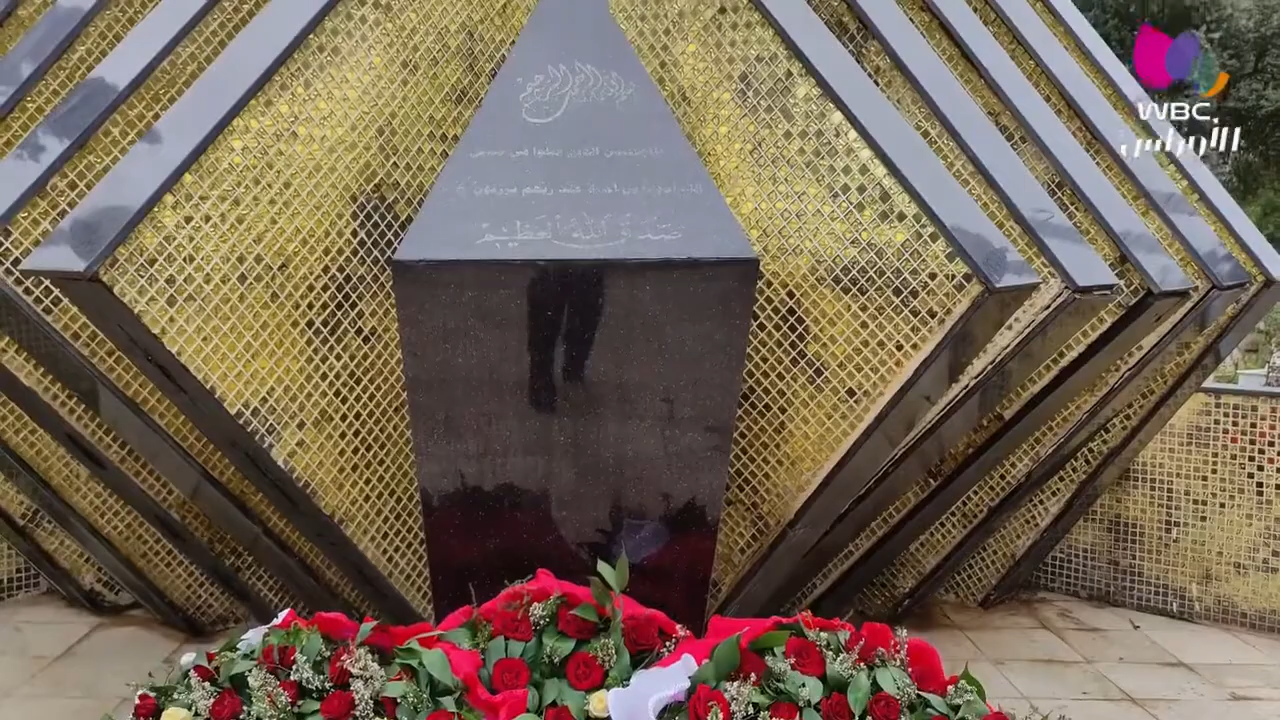 WBC
الأوراس
بسم الله الرحمن الرحيم
ولا تحسبن الذين قتلوا في سبيل
الله أمواتا بل أحياء عند ربهم يرزقون
صدق الله العظيم